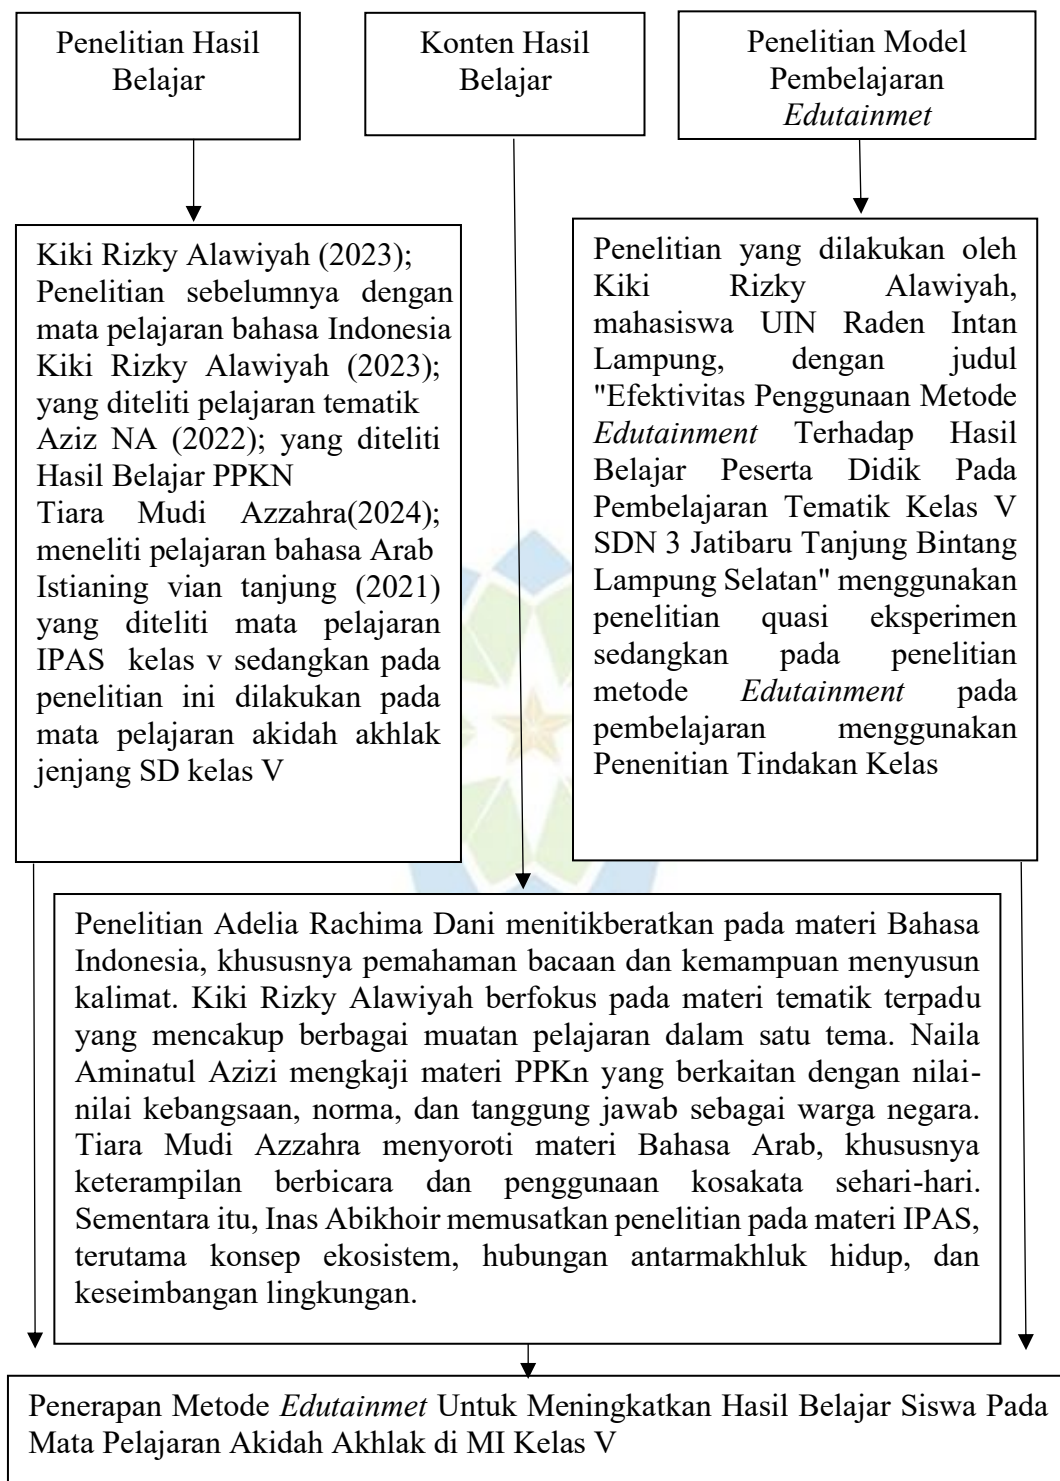 Penelitian Hasil
Belajar
Konten Hasil
Belajar
Penelitian Model
Pembelajaran
Edutainmet
Kiki Rizky Alawiyah (2023);
Penelitian sebelumnya dengan
mata pelajaran bahasa Indonesia
Kiki Rizky Alawiyah (2023);
yang diteliti pelajaran tematik
Aziz NA (2022); yang diteliti
Hasil Belajar PPKN
Tiara Mudi Azzahra(2024);
meneliti pelajaran bahasa Arab
Istianing vian tanjung (2021)
yang diteliti mata pelajaran
IPAS kelas v sedangkan pada
penelitian ini dilakukan pada
mata pelajaran akidah akhlak
jenjang SD kelas V
Penelitian yang dilakukan oleh
Kiki Rizky Alawiyah,
mahasiswa UIN Raden Intan
Lampung, dengan judul
"Efektivitas Penggunaan Metode
Edutainment Terhadap Hasil
Belajar Peserta Didik Pada
Pembelajaran Tematik Kelas V
SDN 3 Jatibaru Tanjung Bintang
Lampung Selatan" menggunakan
penelitian quasi eksperimen
sedangkan pada penelitian
metode Edutainment pada
pembelajaran menggunakan
Penenitian Tindakan Kelas
Penelitian Adelia Rachima Dani menitikberatkan pada materi Bahasa
Indonesia, khususnya pemahaman bacaan dan kemampuan menyusun
kalimat. Kiki Rizky Alawiyah berfokus pada materi tematik terpadu
yang mencakup berbagai muatan pelajaran dalam satu tema. Naila
Aminatul Azizi mengkaji materi PPKn yang berkaitan dengan nilai-
nilai kebangsaan, norma, dan tanggung jawab sebagai warga negara.
Tiara Mudi Azzahra menyoroti materi Bahasa Arab, khususnya
keterampilan berbicara dan penggunaan kosakata sehari-hari.
Sementara itu, Inas Abikhoir memusatkan penelitian pada materi IPAS,
terutama konsep ekosistem, hubungan antarmakhluk hidup, dan
keseimbangan lingkungan.
Penerapan Metode Edutainmet Untuk Meningkatkan Hasil Belajar Siswa Pada
Mata Pelajaran Akidah Akhlak di MI Kelas V